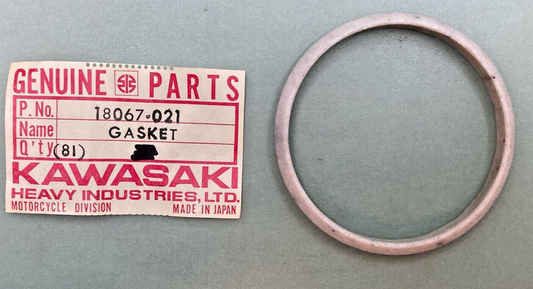 GENUINE PARTS
P. No. 18067-021
Name GASKET
Q'ty (81)
KAWASAKI
HEAVY INDUSTRIES, LTD.
MOTORCYCLE DIVISION MADE IN JAPAN